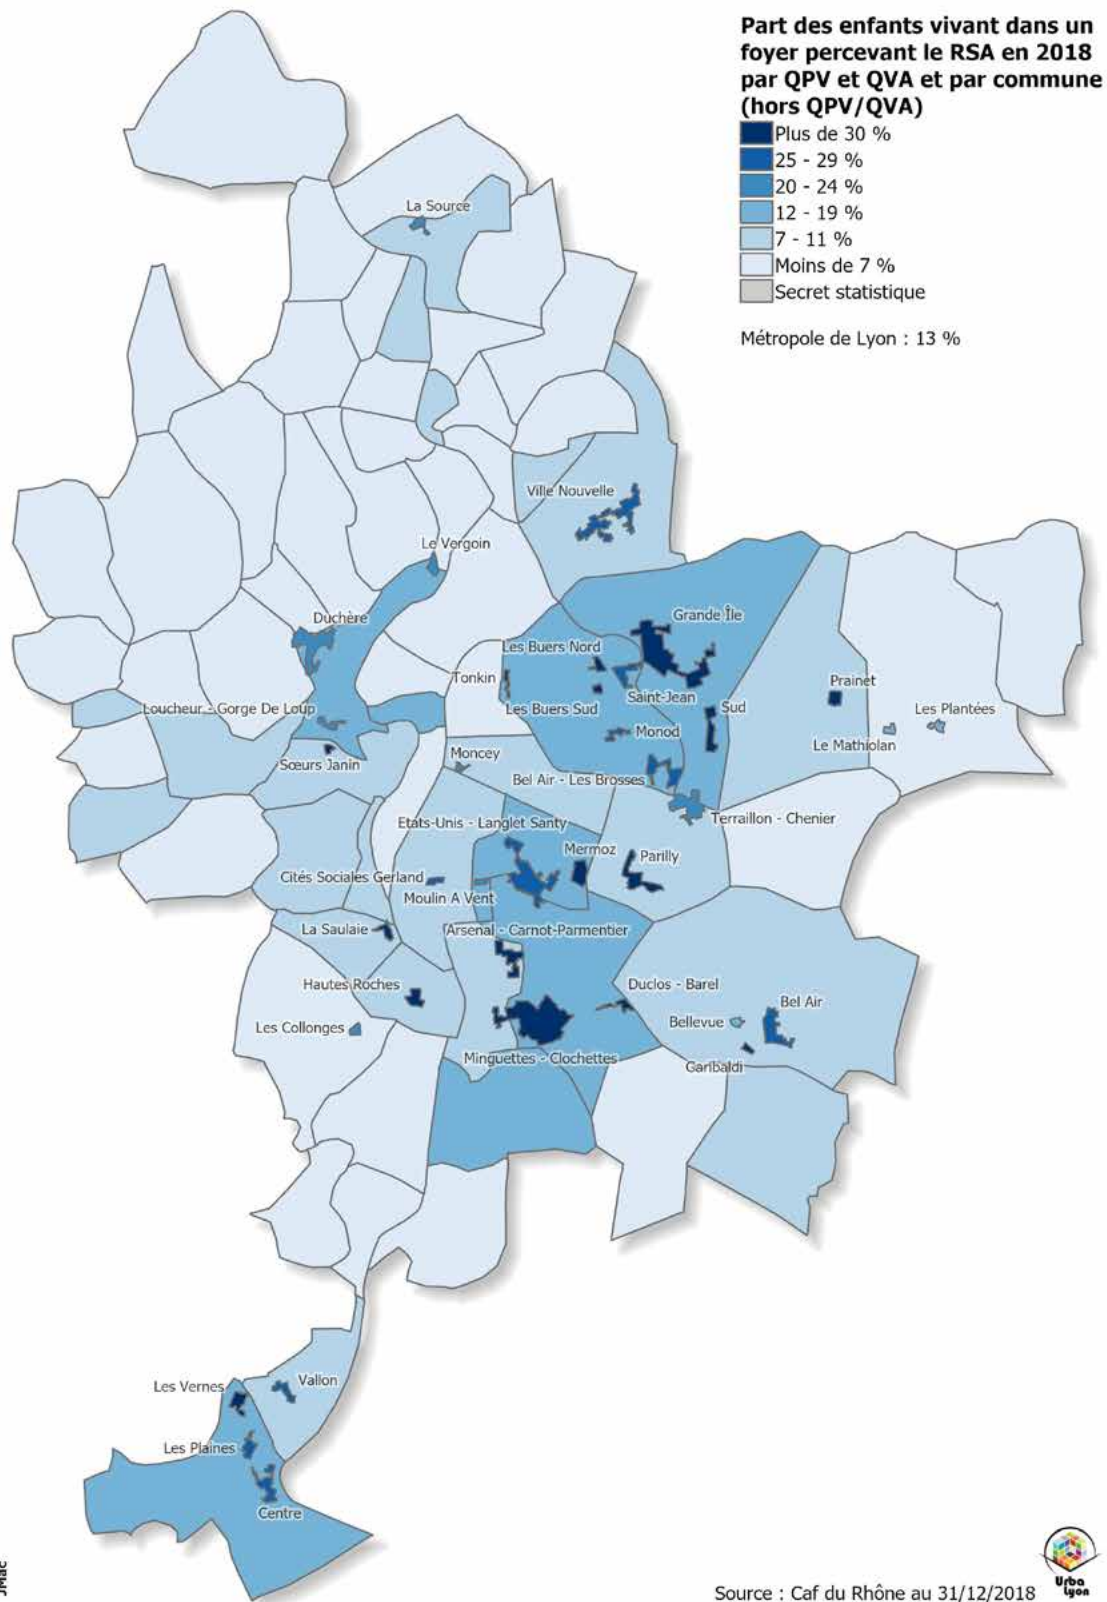 Part des enfants vivant dans un
foyer percevant le RSA en 2018
par QPV et QVA et par commune
(hors QPV/QVA)
Plus de 30 %
25 - 29 %
20 - 24 %
12 - 19 %
7 - 11 %
Moins de 7 %
Secret statistique
Métropole de Lyon : 13 %
La Source
Ville Nouvelle
Le Vergoin
Duchère
Grande Île
Les Buers Nord
Tonkin
Saint-Jean
Prainet
Loucheur - Gorge De Loup
Les Buers Sud
Sud
Les Plantées
Monod
Le Mathiolan
Sœurs Janin
Moncey
Bel Air - Les Brosses
Etats-Unis - Langlet Santy
Terraillon - Chenier
Mermoz
Parilly
Cités Sociales Gerland
Moulin A Vent
La Saulaie
Arsenal - Carnot-Parmentier
Hautes Roches
Duclos - Barel
Bel Air
Les Collonges
Bellevue
Minguettes - Clochettes
Garibaldi
Les Vernes
Vallon
Les Plaines
Centre
JMac
Source : Caf du Rhône au 31/12/2018
Urba
Lyon